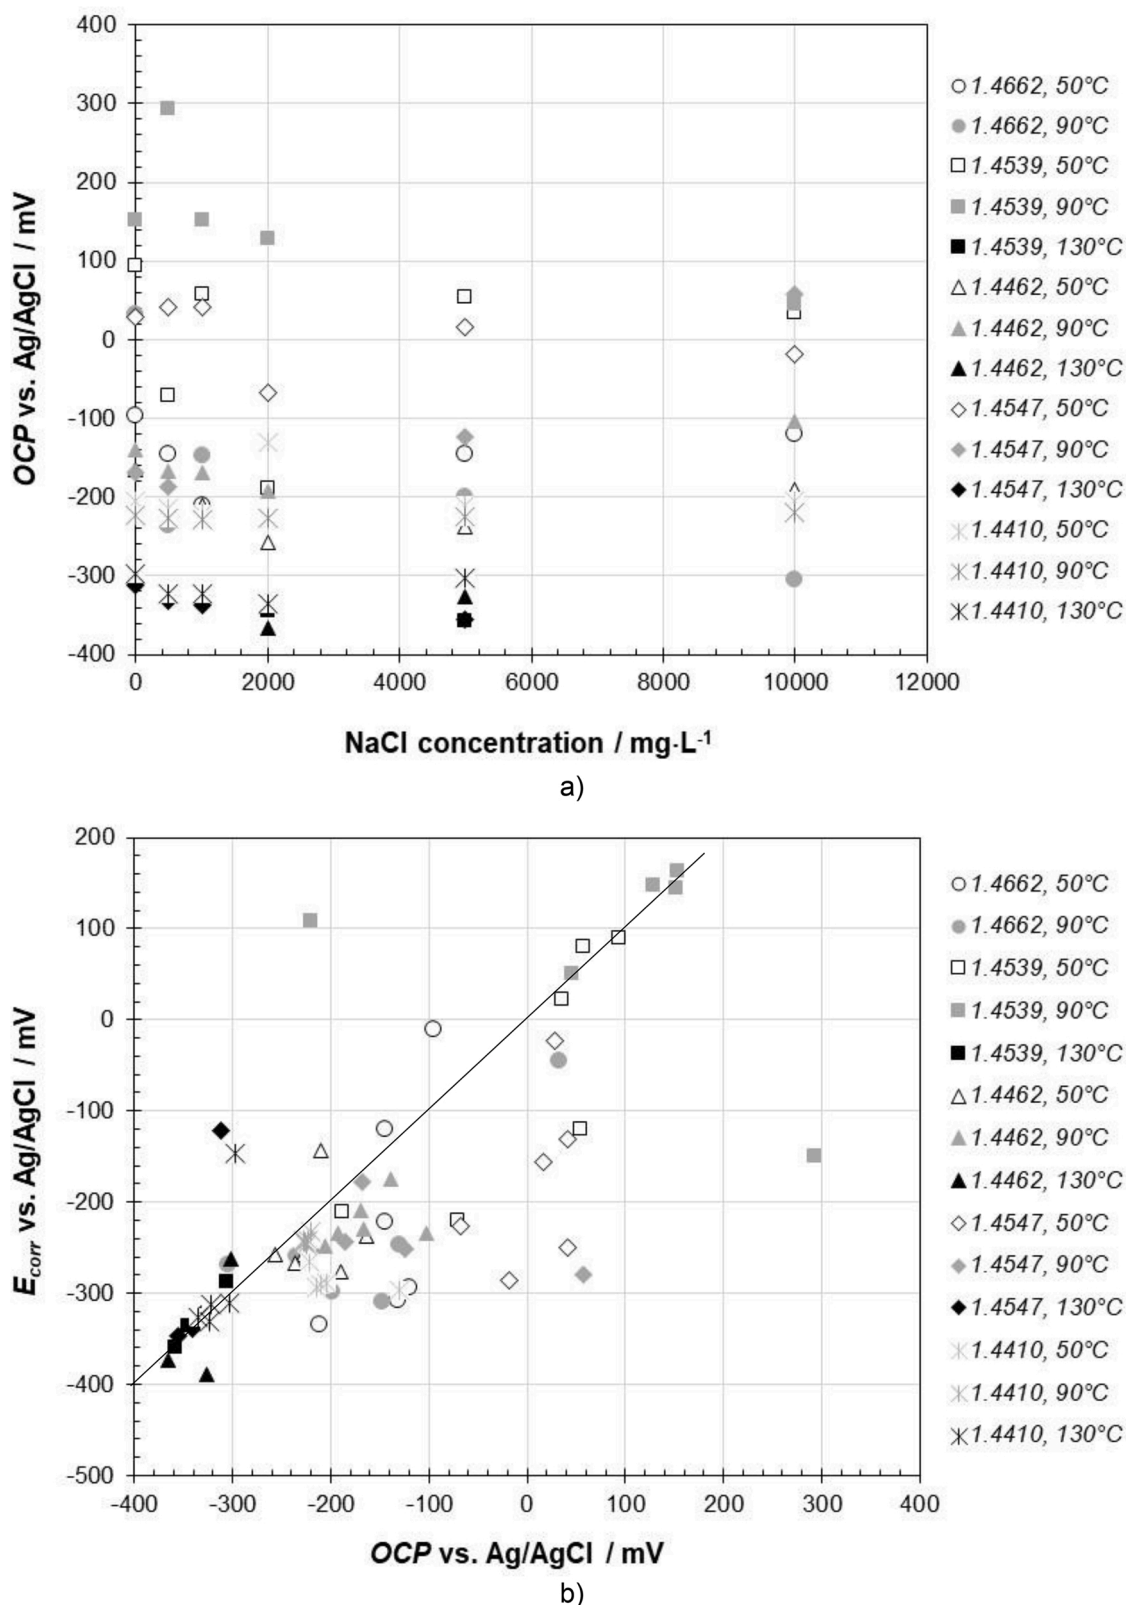 400
300
200
100
0
-100
-200
-300
-400
OCP vs. Ag/AgCl / mV
0 2000 4000 6000 8000 10000 12000
NaCl concentration / mg·L-1
1.4662, 50°C
1.4662, 90°C
1.4539, 50°C
1.4539, 90°C
1.4539, 130°C
1.4462, 50°C
1.4462, 90°C
1.4462, 130°C
1.4547, 50°C
1.4547, 90°C
1.4547, 130°C
1.4410, 50°C
1.4410, 90°C
1.4410, 130°C
a)
200
100
0
-100
-200
-300
-400
-500
Ecorr vs. Ag/AgCl / mV
-400 -300 -200 -100 0 100 200 300 400
OCP vs. Ag/AgCl / mV
1.4662, 50°C
1.4662, 90°C
1.4539, 50°C
1.4539, 90°C
1.4539, 130°C
1.4462, 50°C
1.4462, 90°C
1.4462, 130°C
1.4547, 50°C
1.4547, 90°C
1.4547, 130°C
1.4410, 50°C
1.4410, 90°C
1.4410, 130°C
b)